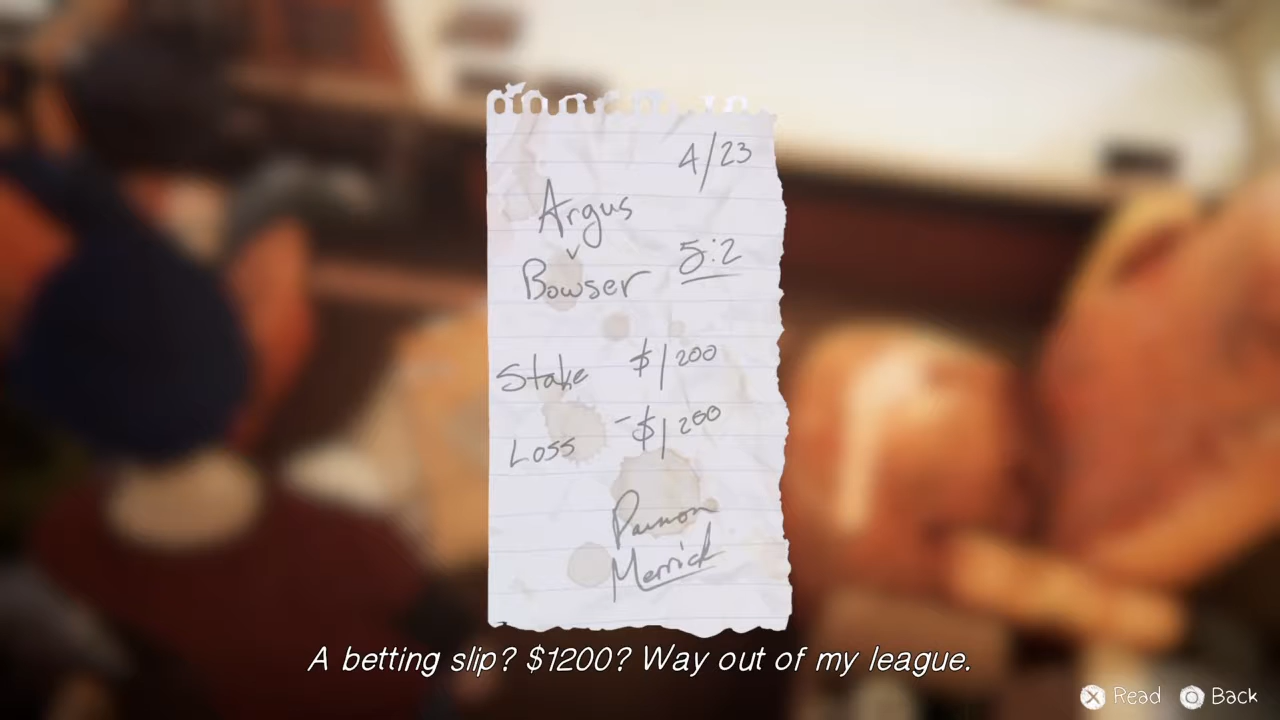 4/23
Argus
v
Bowser 5:2
Stake $1200
Loss -$1200
Damon
Merrick
A betting slip? $1200? Way out of my league.
Read Back